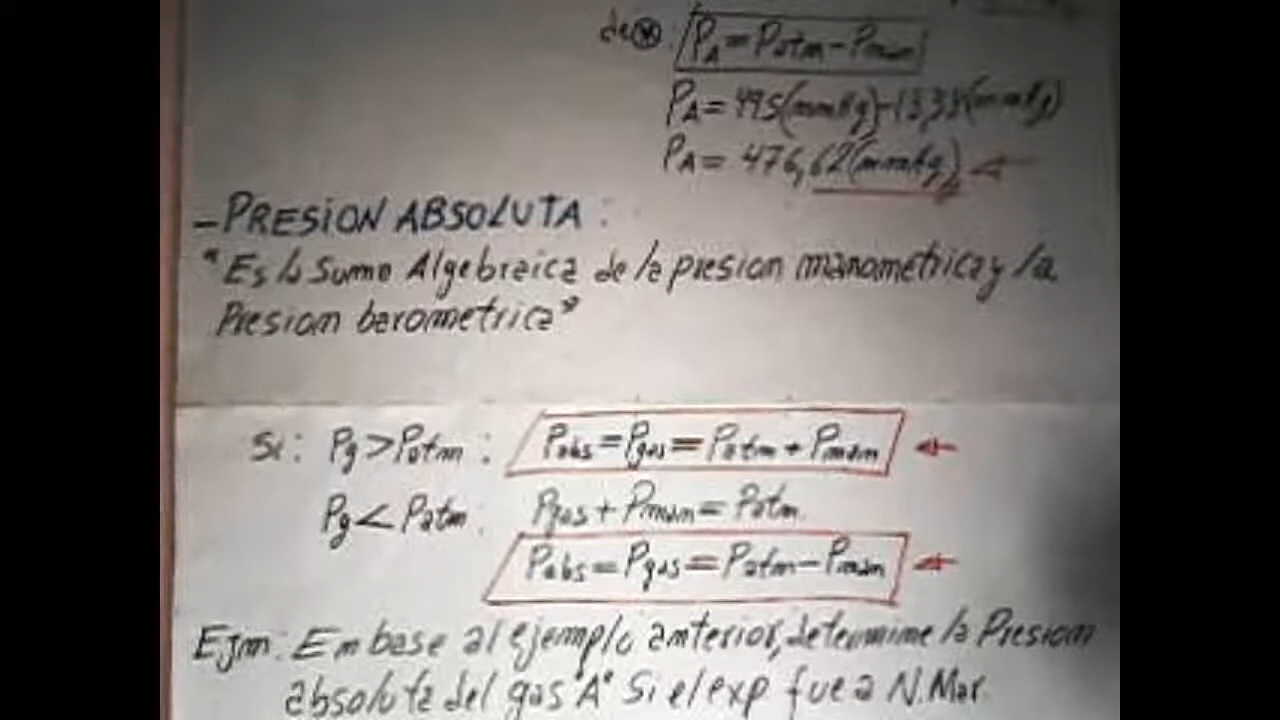 de⊛: P_A = Patm - Pman
P_A = 495(mmHg) - 13,38(mmHg)
P_A = 476,62(mmHg)
- PRESION ABSOLUTA:
"Es la suma Algebraica de la presion manometrica y la
Presion barometrica"
Si: Pg > Patm: Pabs = Pgas = Patm + Pman
Pg < Patm: Pgas + Pman = Patm.
Pabs = Pgas = Patm - Pman
Ejm: En base al ejemplo anterior, determine la Presion
absoluta del gas "A" Si el exp fue a N.Mar.